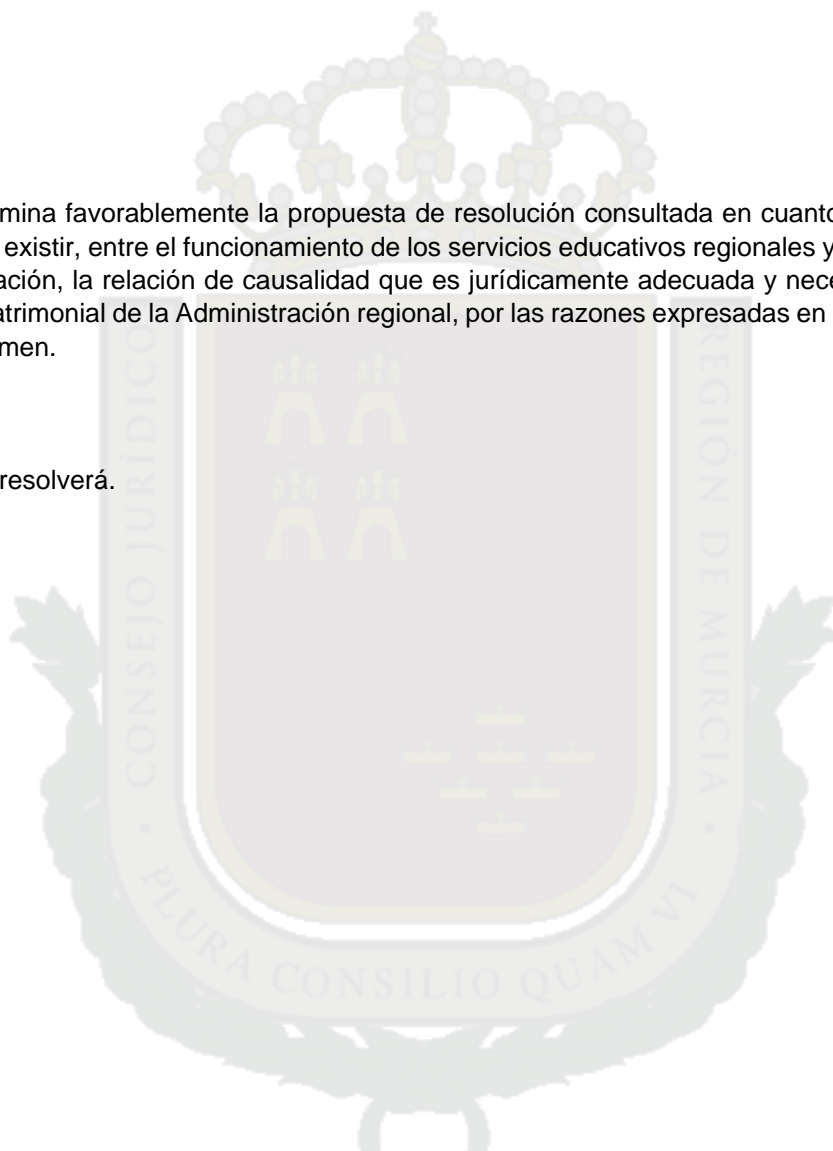 mina favorablemente la propuesta de resolución consultada en cuanto
existir, entre el funcionamiento de los servicios educativos regionales y
ación, la relación de causalidad que es jurídicamente adecuada y nece
atrimonial de la Administración regional, por las razones expresadas en
men.
resolverá.
CONSEJO JURÍDICO
REGIÓN DE MURCIA
PLURA CONSILIO QUAM VI